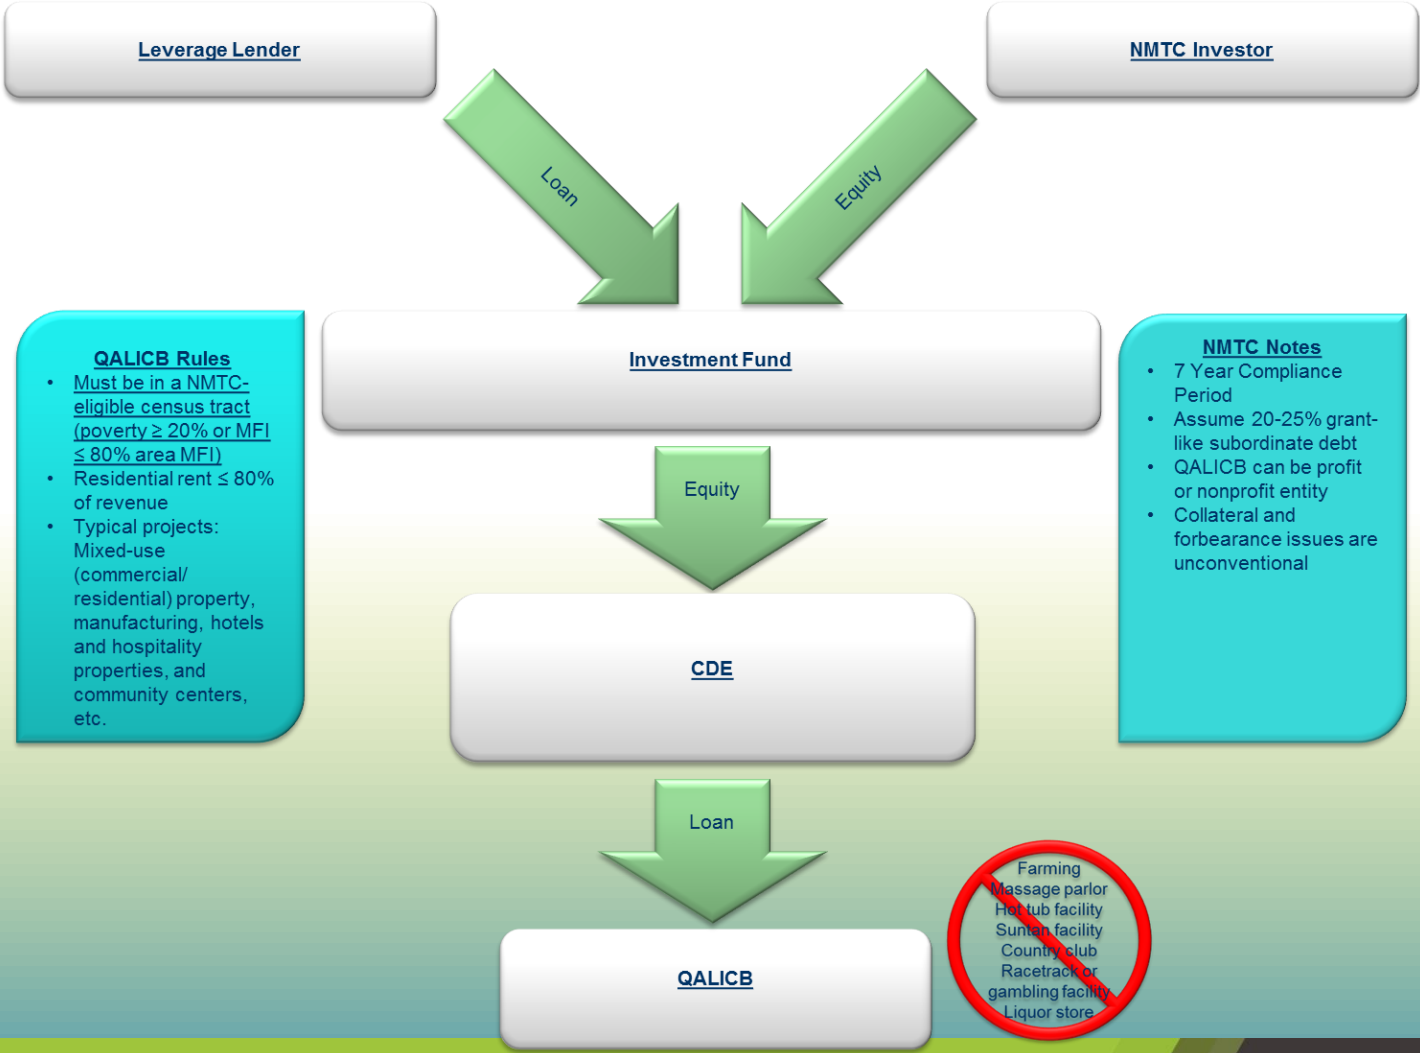 Leverage Lender
NMTC Investor
Loan
Equity
QALICB Rules
• Must be in a NMTC-
eligible census tract
(poverty ≥ 20% or MFI
≤ 80% area MFI)
• Residential rent ≤ 80%
of revenue
• Typical projects:
Mixed-use
(commercial/
residential) property,
manufacturing, hotels
and hospitality
properties, and
community centers,
etc.
Investment Fund
NMTC Notes
• 7 Year Compliance
Period
• Assume 20-25% grant-
like subordinate debt
• QALICB can be profit
or nonprofit entity
• Collateral and
forbearance issues are
unconventional
Equity
CDE
Loan
QALICB
Farming
Massage parlor
Hot tub facility
Suntan facility
Country club
Racetrack or
gambling facility
Liquor store